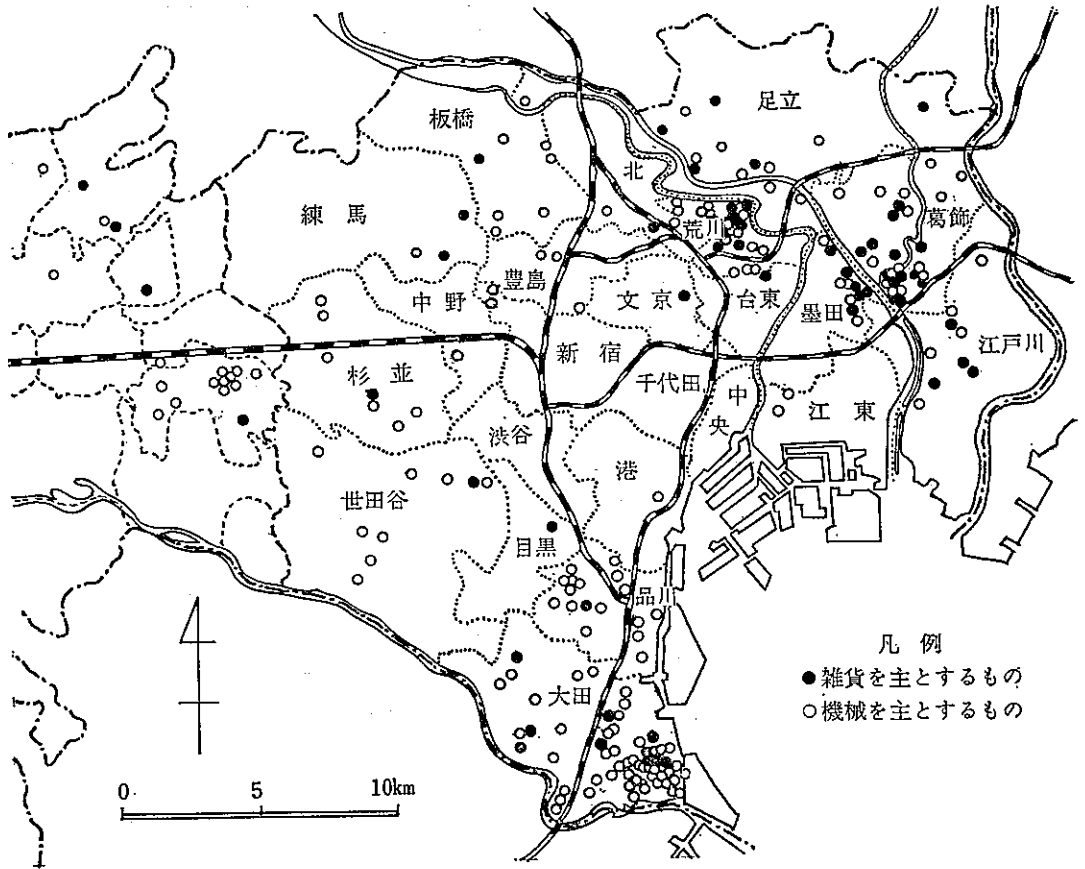 足立
板橋
北
練馬
荒川
葛飾
豊島
文京
台東
中野
墨田
新宿
江戸川
杉並
千代田
中央
江東
渋谷
港
世田谷
目黒
品川
大田
凡例
●雑貨を主とするもの
○機械を主とするもの
0 5 10km